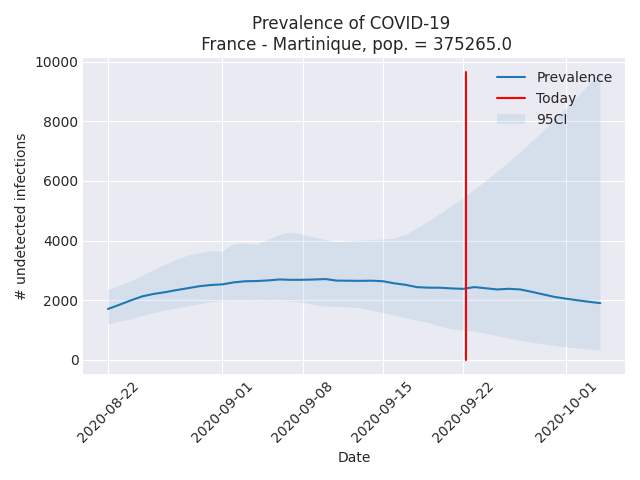 Prevalence of COVID-19
France - Martinique, pop. = 375265.0
10000
8000
6000
4000
2000
0
# undetected infections
Prevalence
Today
95CI
2020-08-22
2020-09-01
2020-09-08
2020-09-15
2020-09-22
2020-10-01
Date